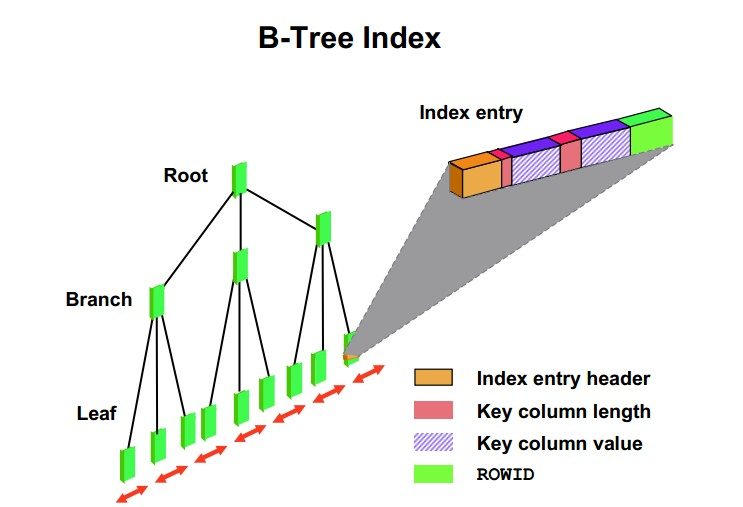 B-Tree Index
Index entry
Root
Branch
Leaf
Index entry header
Key column length
Key column value
ROWID